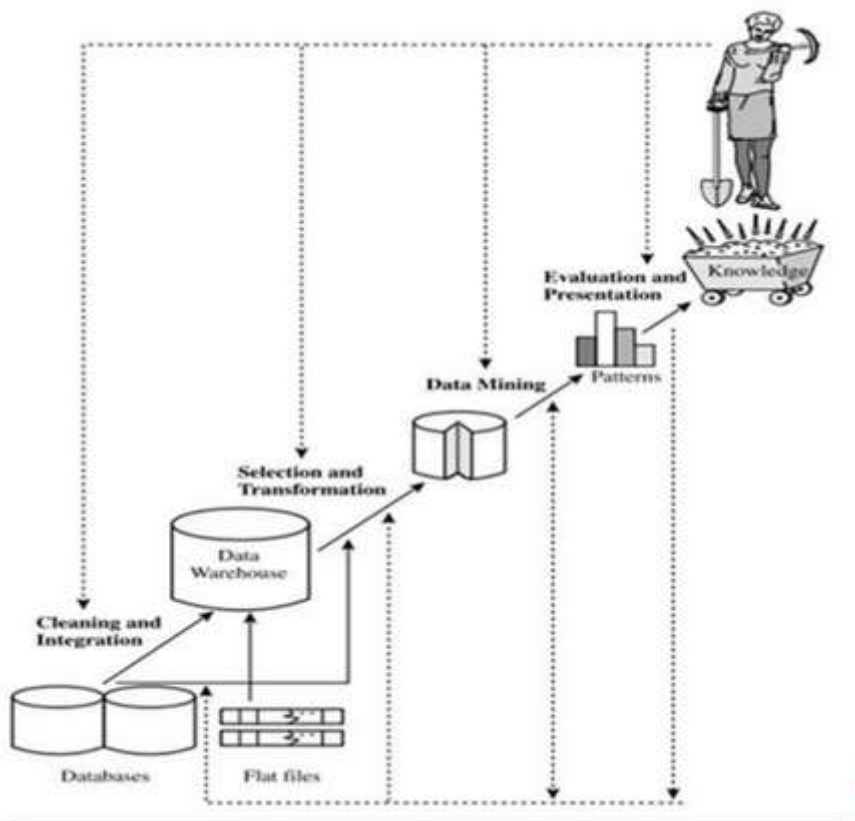 Knowledge
Evaluation and
Presentation
Patterns
Data Mining
Selection and
Transformation
Data
Warehouse
Cleaning and
Integration
Databases
Flat files